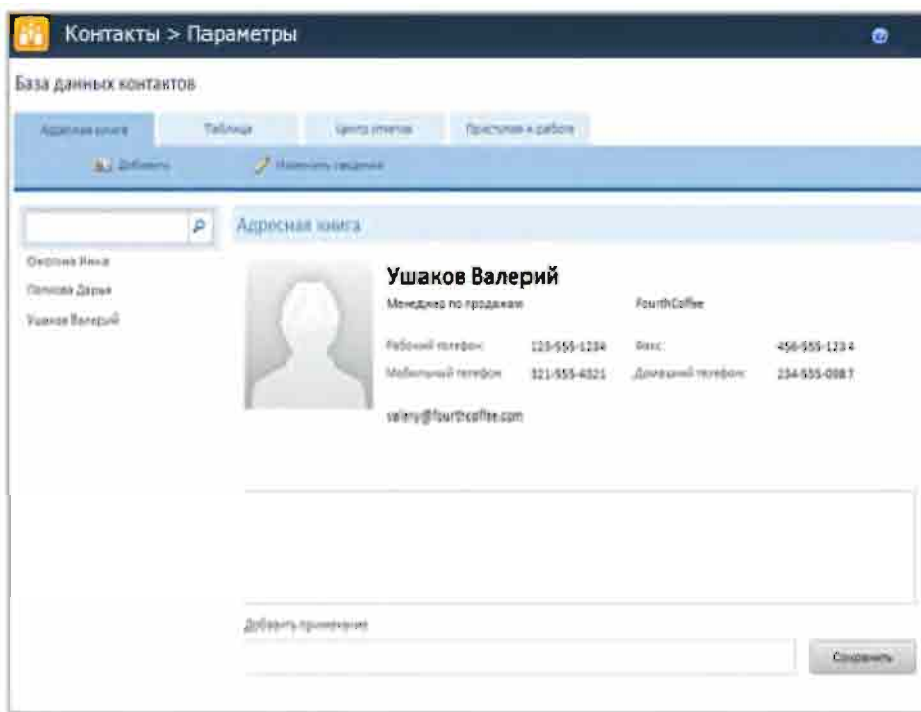 Контакты > Параметры
База данных контактов
Адресная книга Таблица Центр отчетов Приступая к работе
Добавить Изменить сведения
Адресная книга
Инна
Попкова Дарья
Ушаков Валерий
Ушаков Валерий
Менеджер по продажам FourthCoffee
Рабочий телефон: 123-555-1234 Факс: 456-555-1234
Мобильный телефон: 321-555-4321 Домашний телефон: 234-555-0987
valery@fourthcoffee.com
Добавить примечание
Сохранить